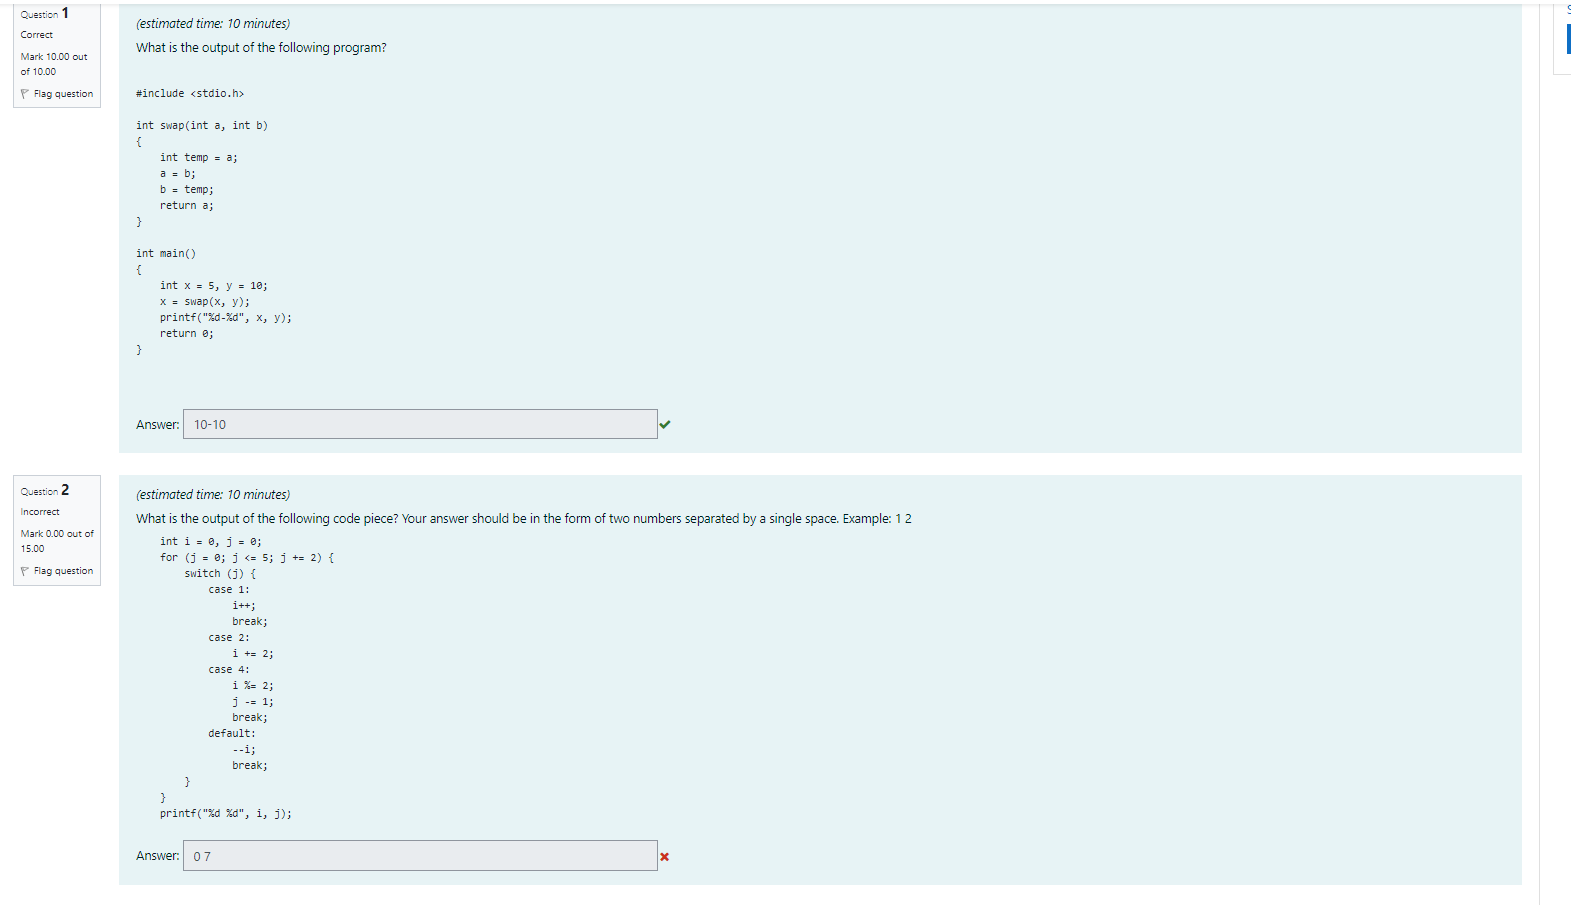 Question 1
Correct
Mark 10.00 out
of 10.00
Flag question
(estimated time: 10 minutes)
What is the output of the following program?
#include <stdio.h>
int swap(int a, int b)
{
    int temp = a;
    a = b;
    b = temp;
    return a;
}
int main()
{
    int x = 5, y = 10;
    x = swap(x, y);
    printf("%d-%d", x, y);
    return 0;
}
Answer: 10-10
Question 2
Incorrect
Mark 0.00 out of
15.00
Flag question
(estimated time: 10 minutes)
What is the output of the following code piece? Your answer should be in the form of two numbers separated by a single space. Example: 1 2
    int i = 0, j = 0;
    for (j = 0; j <= 5; j += 2) {
        switch (j) {
            case 1:
                i++;
                break;
            case 2:
                i += 2;
            case 4:
                i %= 2;
                j -= 1;
                break;
            default:
                --i;
                break;
        }
    }
    printf("%d %d", i, j);
Answer: 0 7